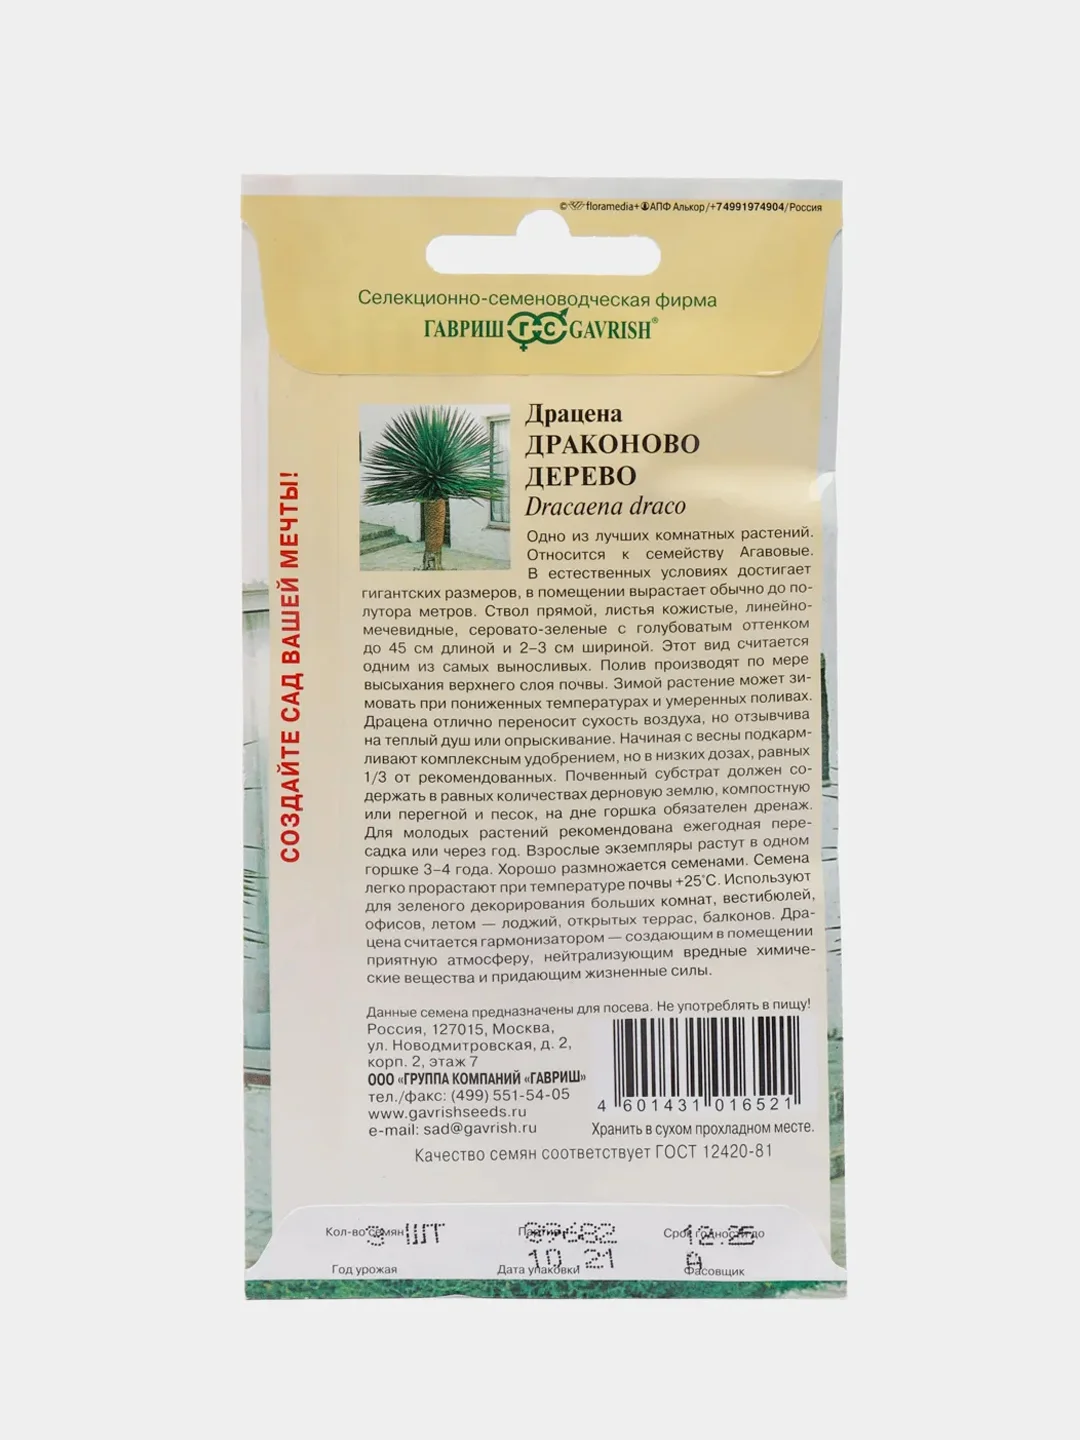 © floramedia+ АПФ Алькор/+74991974904/Россия
Селекционно-семеноводческая фирма
ГАВРИШ ГС GAVRISH®
СОЗДАЙТЕ САД ВАШЕЙ МЕЧТЫ!
Драцена
ДРАКОНОВО
ДЕРЕВО
Dracaena draco
Одно из лучших комнатных растений.
Относится к семейству Агавовые.
В естественных условиях достигает
гигантских размеров, в помещении вырастает обычно до по-
лутора метров. Ствол прямой, листья кожистые, линейно-
мечевидные, серовато-зеленые с голубоватым оттенком
до 45 см длиной и 2–3 см шириной. Этот вид считается
одним из самых выносливых. Полив производят по мере
высыхания верхнего слоя почвы. Зимой растение может зи-
мовать при пониженных температурах и умеренных поливах.
Драцена отлично переносит сухость воздуха, но отзывчива
на теплый душ или опрыскивание. Начиная с весны подкарм-
ливают комплексным удобрением, но в низких дозах, равных
1/3 от рекомендованных. Почвенный субстрат должен со-
держать в равных количествах дерновую землю, компостную
или перегной и песок, на дне горшка обязателен дренаж.
Для молодых растений рекомендована ежегодная пере-
садка или через год. Взрослые экземпляры растут в одном
горшке 3–4 года. Хорошо размножается семенами. Семена
легко прорастают при температуре почвы +25°С. Используют
для зеленого декорирования больших комнат, вестибюлей,
офисов, летом — лоджий, открытых террас, балконов. Дра-
цена считается гармонизатором — создающим в помещении
приятную атмосферу, нейтрализующим вредные химиче-
ские вещества и придающим жизненные силы.
Данные семена предназначены для посева. Не употреблять в пищу!
Россия, 127015, Москва,
ул. Новодмитровская, д. 2,
корп. 2, этаж 7
ООО «ГРУППА КОМПАНИЙ «ГАВРИШ»
тел./факс: (499) 551-54-05
www.gavrishseeds.ru
e-mail: sad@gavrish.ru
4 601431 016521
Хранить в сухом прохладном месте.
Качество семян соответствует ГОСТ 12420-81
Кол-во семян 3 ШТ
Партия
Срок годности до 12.25
10 21
А
Год урожая
Дата упаковки
Фасовщик